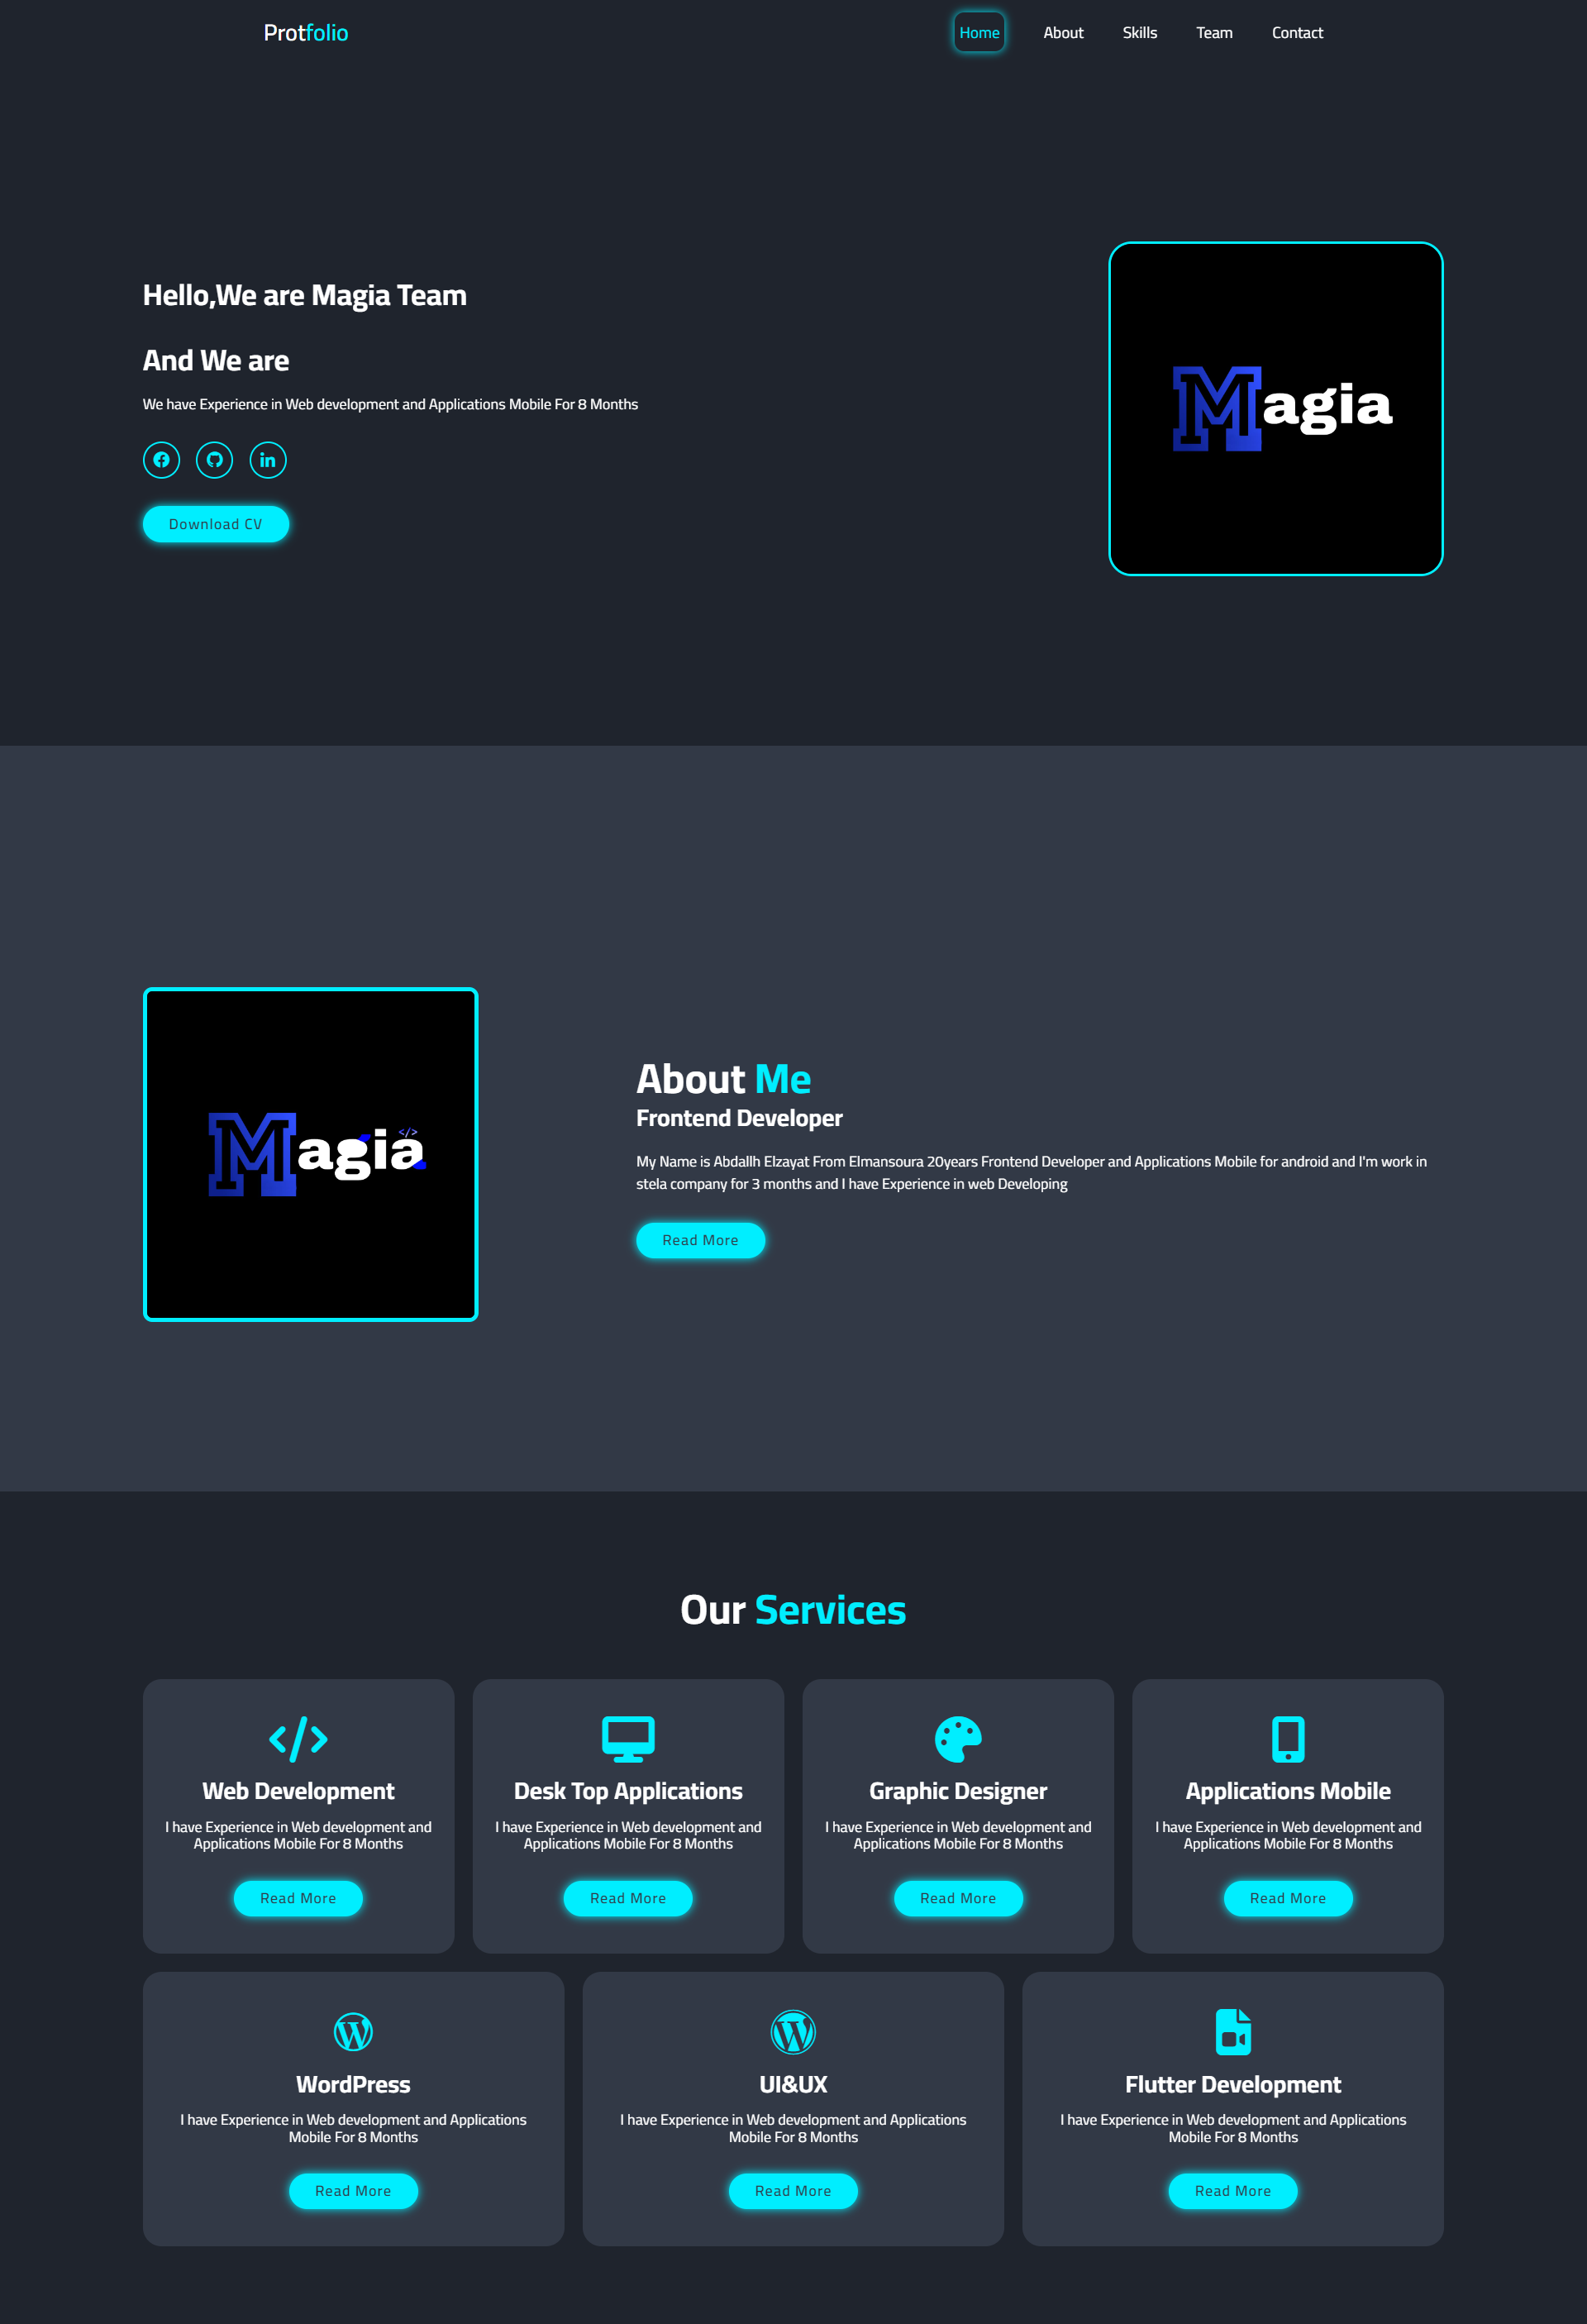 Protfolio
Home
About
Skills
Team
Contact
Hello,We are Magia Team
And We are
We have Experience in Web development and Applications Mobile For 8 Months
Download CV
Magia
Magia
</>
About Me
Frontend Developer
My Name is Abdallh Elzayat From Elmansoura 20years Frontend Developer and Applications Mobile for android and I'm work in
stela company for 3 months and I have Experience in web Developing
Read More
Our Services
Web Development
I have Experience in Web development and
Applications Mobile For 8 Months
Read More
Desk Top Applications
I have Experience in Web development and
Applications Mobile For 8 Months
Read More
Graphic Designer
I have Experience in Web development and
Applications Mobile For 8 Months
Read More
Applications Mobile
I have Experience in Web development and
Applications Mobile For 8 Months
Read More
WordPress
I have Experience in Web development and Applications
Mobile For 8 Months
Read More
UI&UX
I have Experience in Web development and Applications
Mobile For 8 Months
Read More
Flutter Development
I have Experience in Web development and Applications
Mobile For 8 Months
Read More